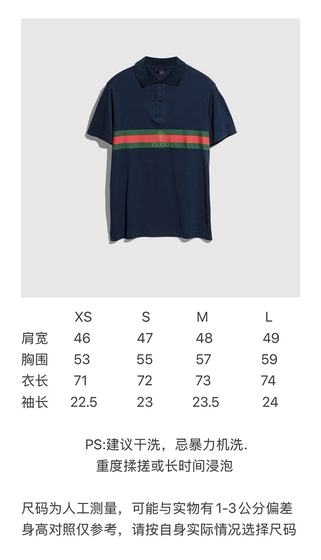 GUCCI
XS S M L
肩宽 46 47 48 49
胸围 53 55 57 59
衣长 71 72 73 74
袖长 22.5 23 23.5 24
PS:建议干洗，忌暴力机洗.
重度揉搓或长时间浸泡
尺码为人工测量，可能与实物有1-3公分偏差
身高对照仅参考，请按自身实际情况选择尺码